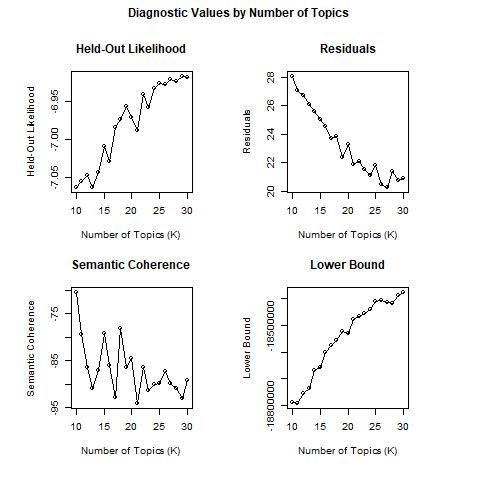 Diagnostic Values by Number of Topics
Held-Out Likelihood
Held-Out Likelihood
-6.95
-7.00
-7.05
10 15 20 25 30
Number of Topics (K)
Residuals
Residuals
28
26
24
22
20
10 15 20 25 30
Number of Topics (K)
Semantic Coherence
Semantic Coherence
-75
-85
-95
10 15 20 25 30
Number of Topics (K)
Lower Bound
Lower Bound
-18500000
-18800000
10 15 20 25 30
Number of Topics (K)